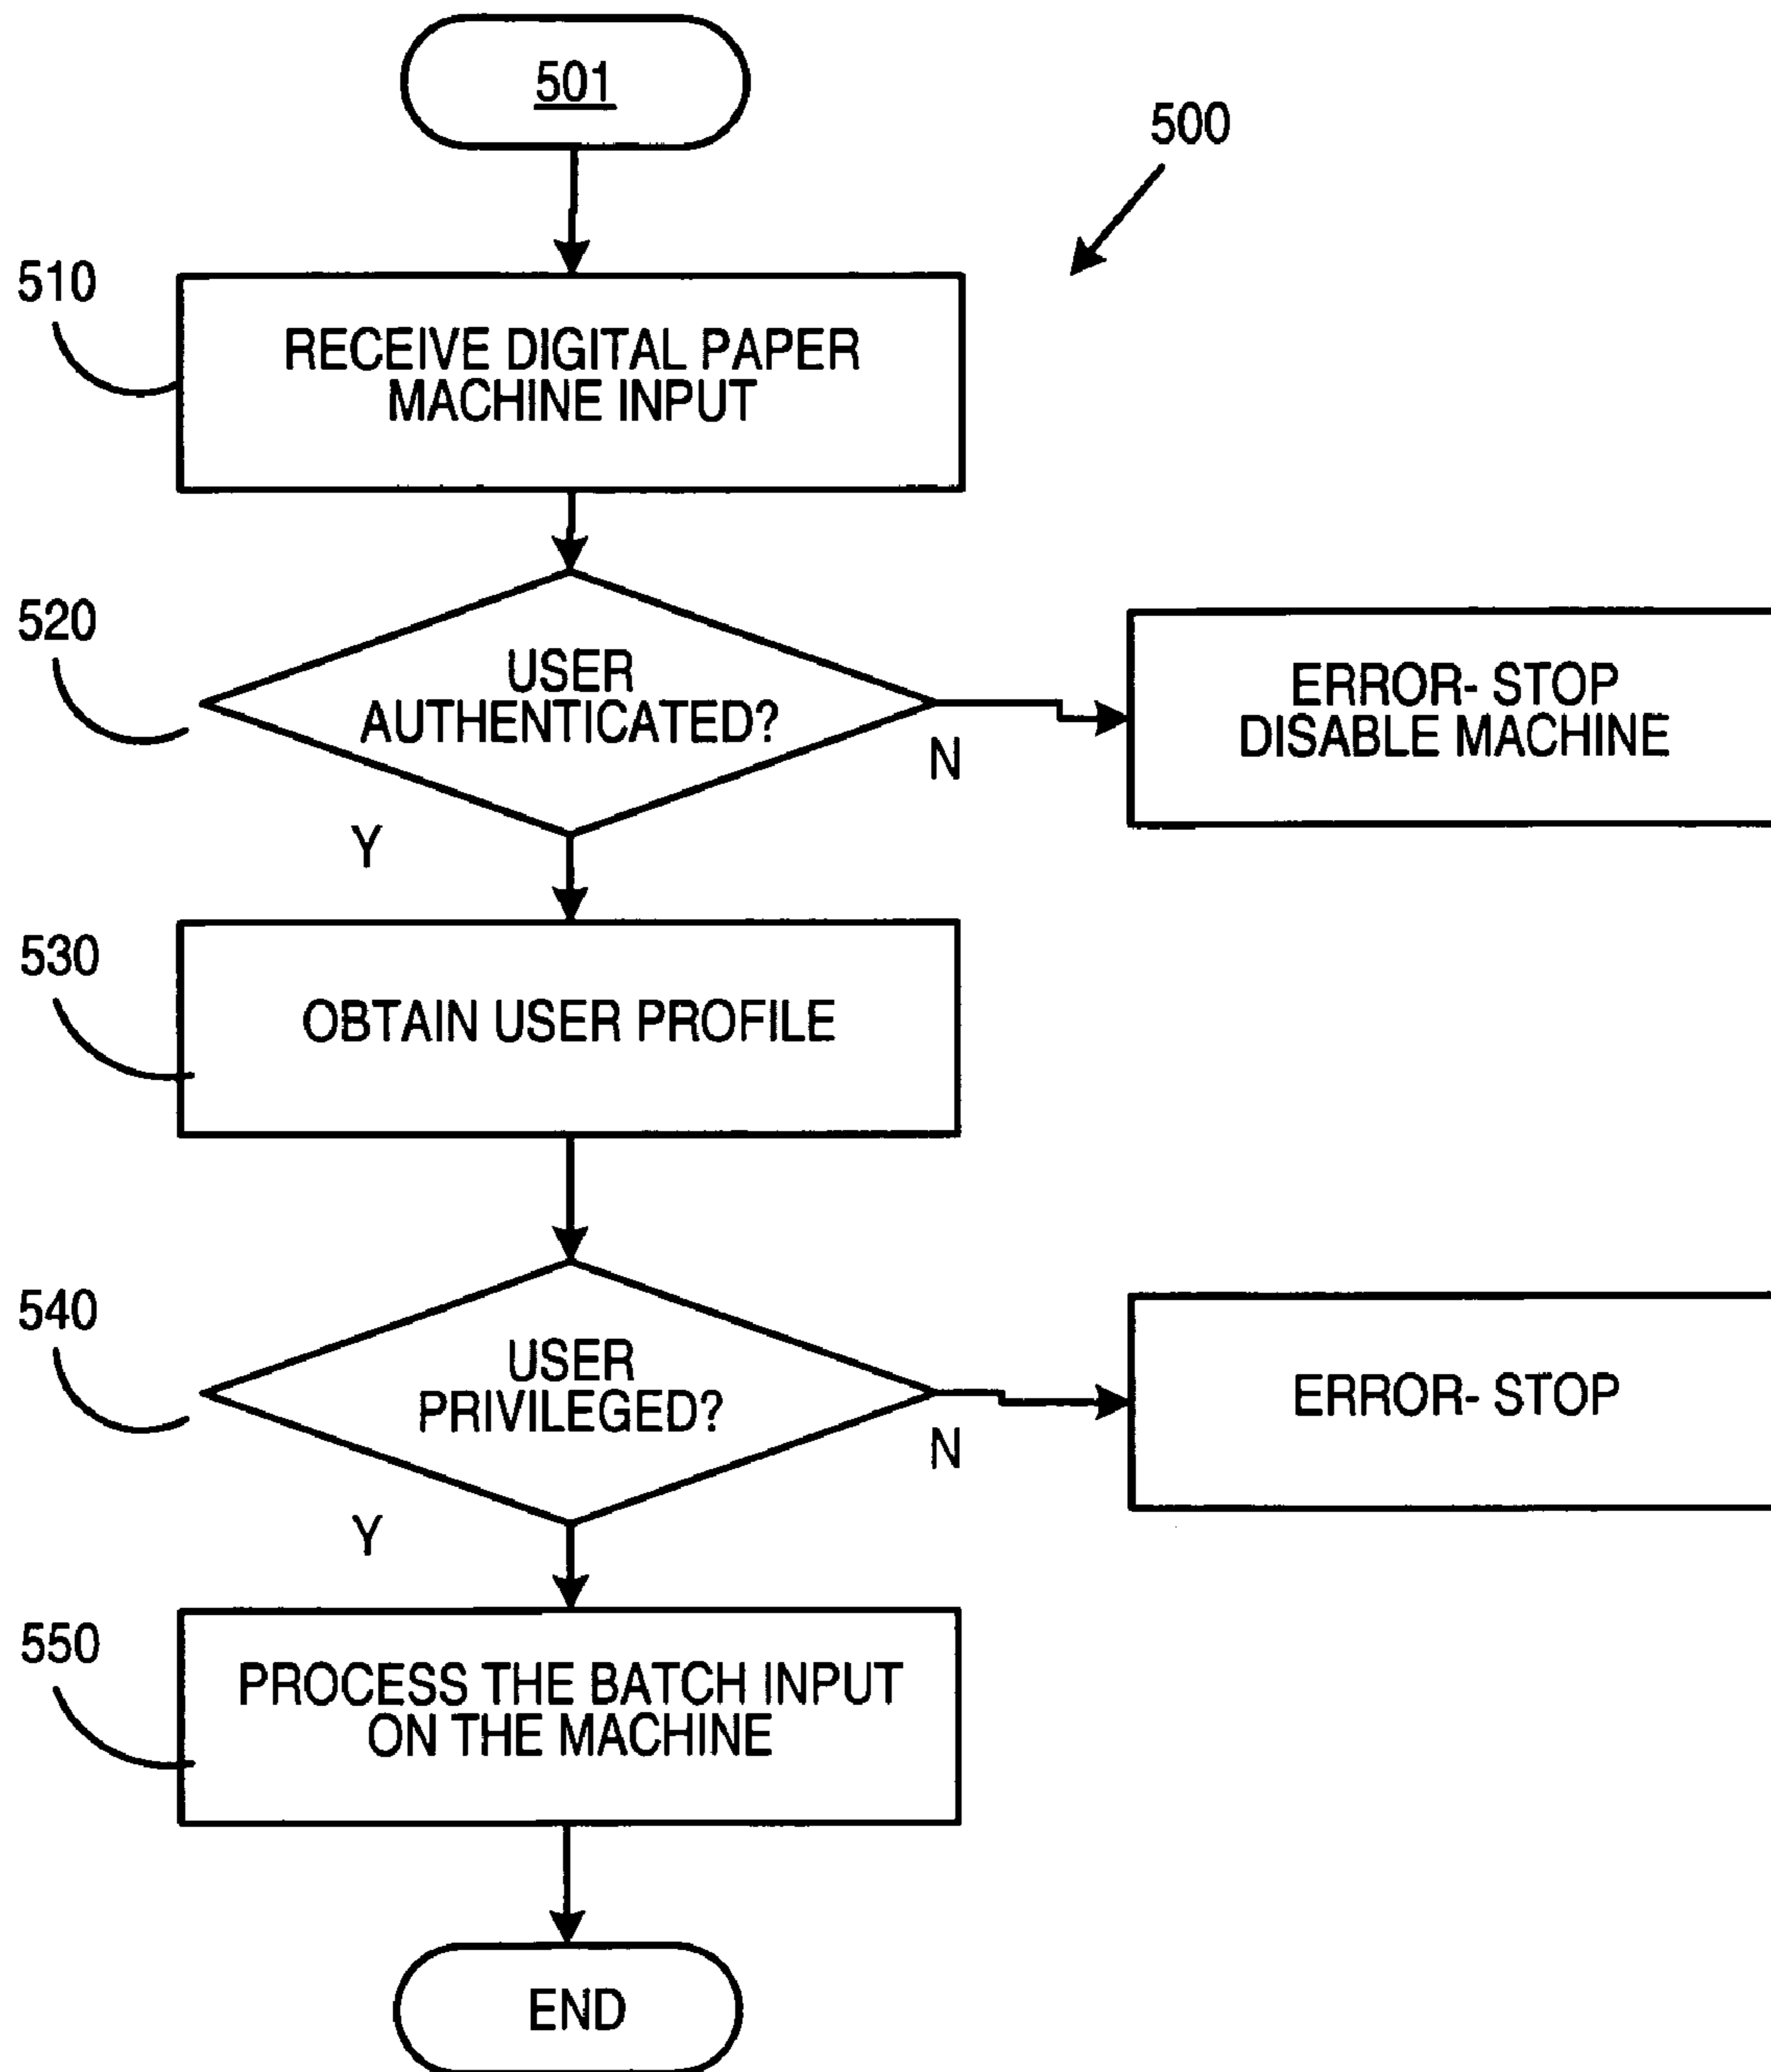 501
500
510
RECEIVE DIGITAL PAPER
MACHINE INPUT
520
USER
AUTHENTICATED?
N
ERROR- STOP
DISABLE MACHINE
Y
530
OBTAIN USER PROFILE
540
USER
PRIVILEGED?
N
ERROR- STOP
Y
550
PROCESS THE BATCH INPUT
ON THE MACHINE
END